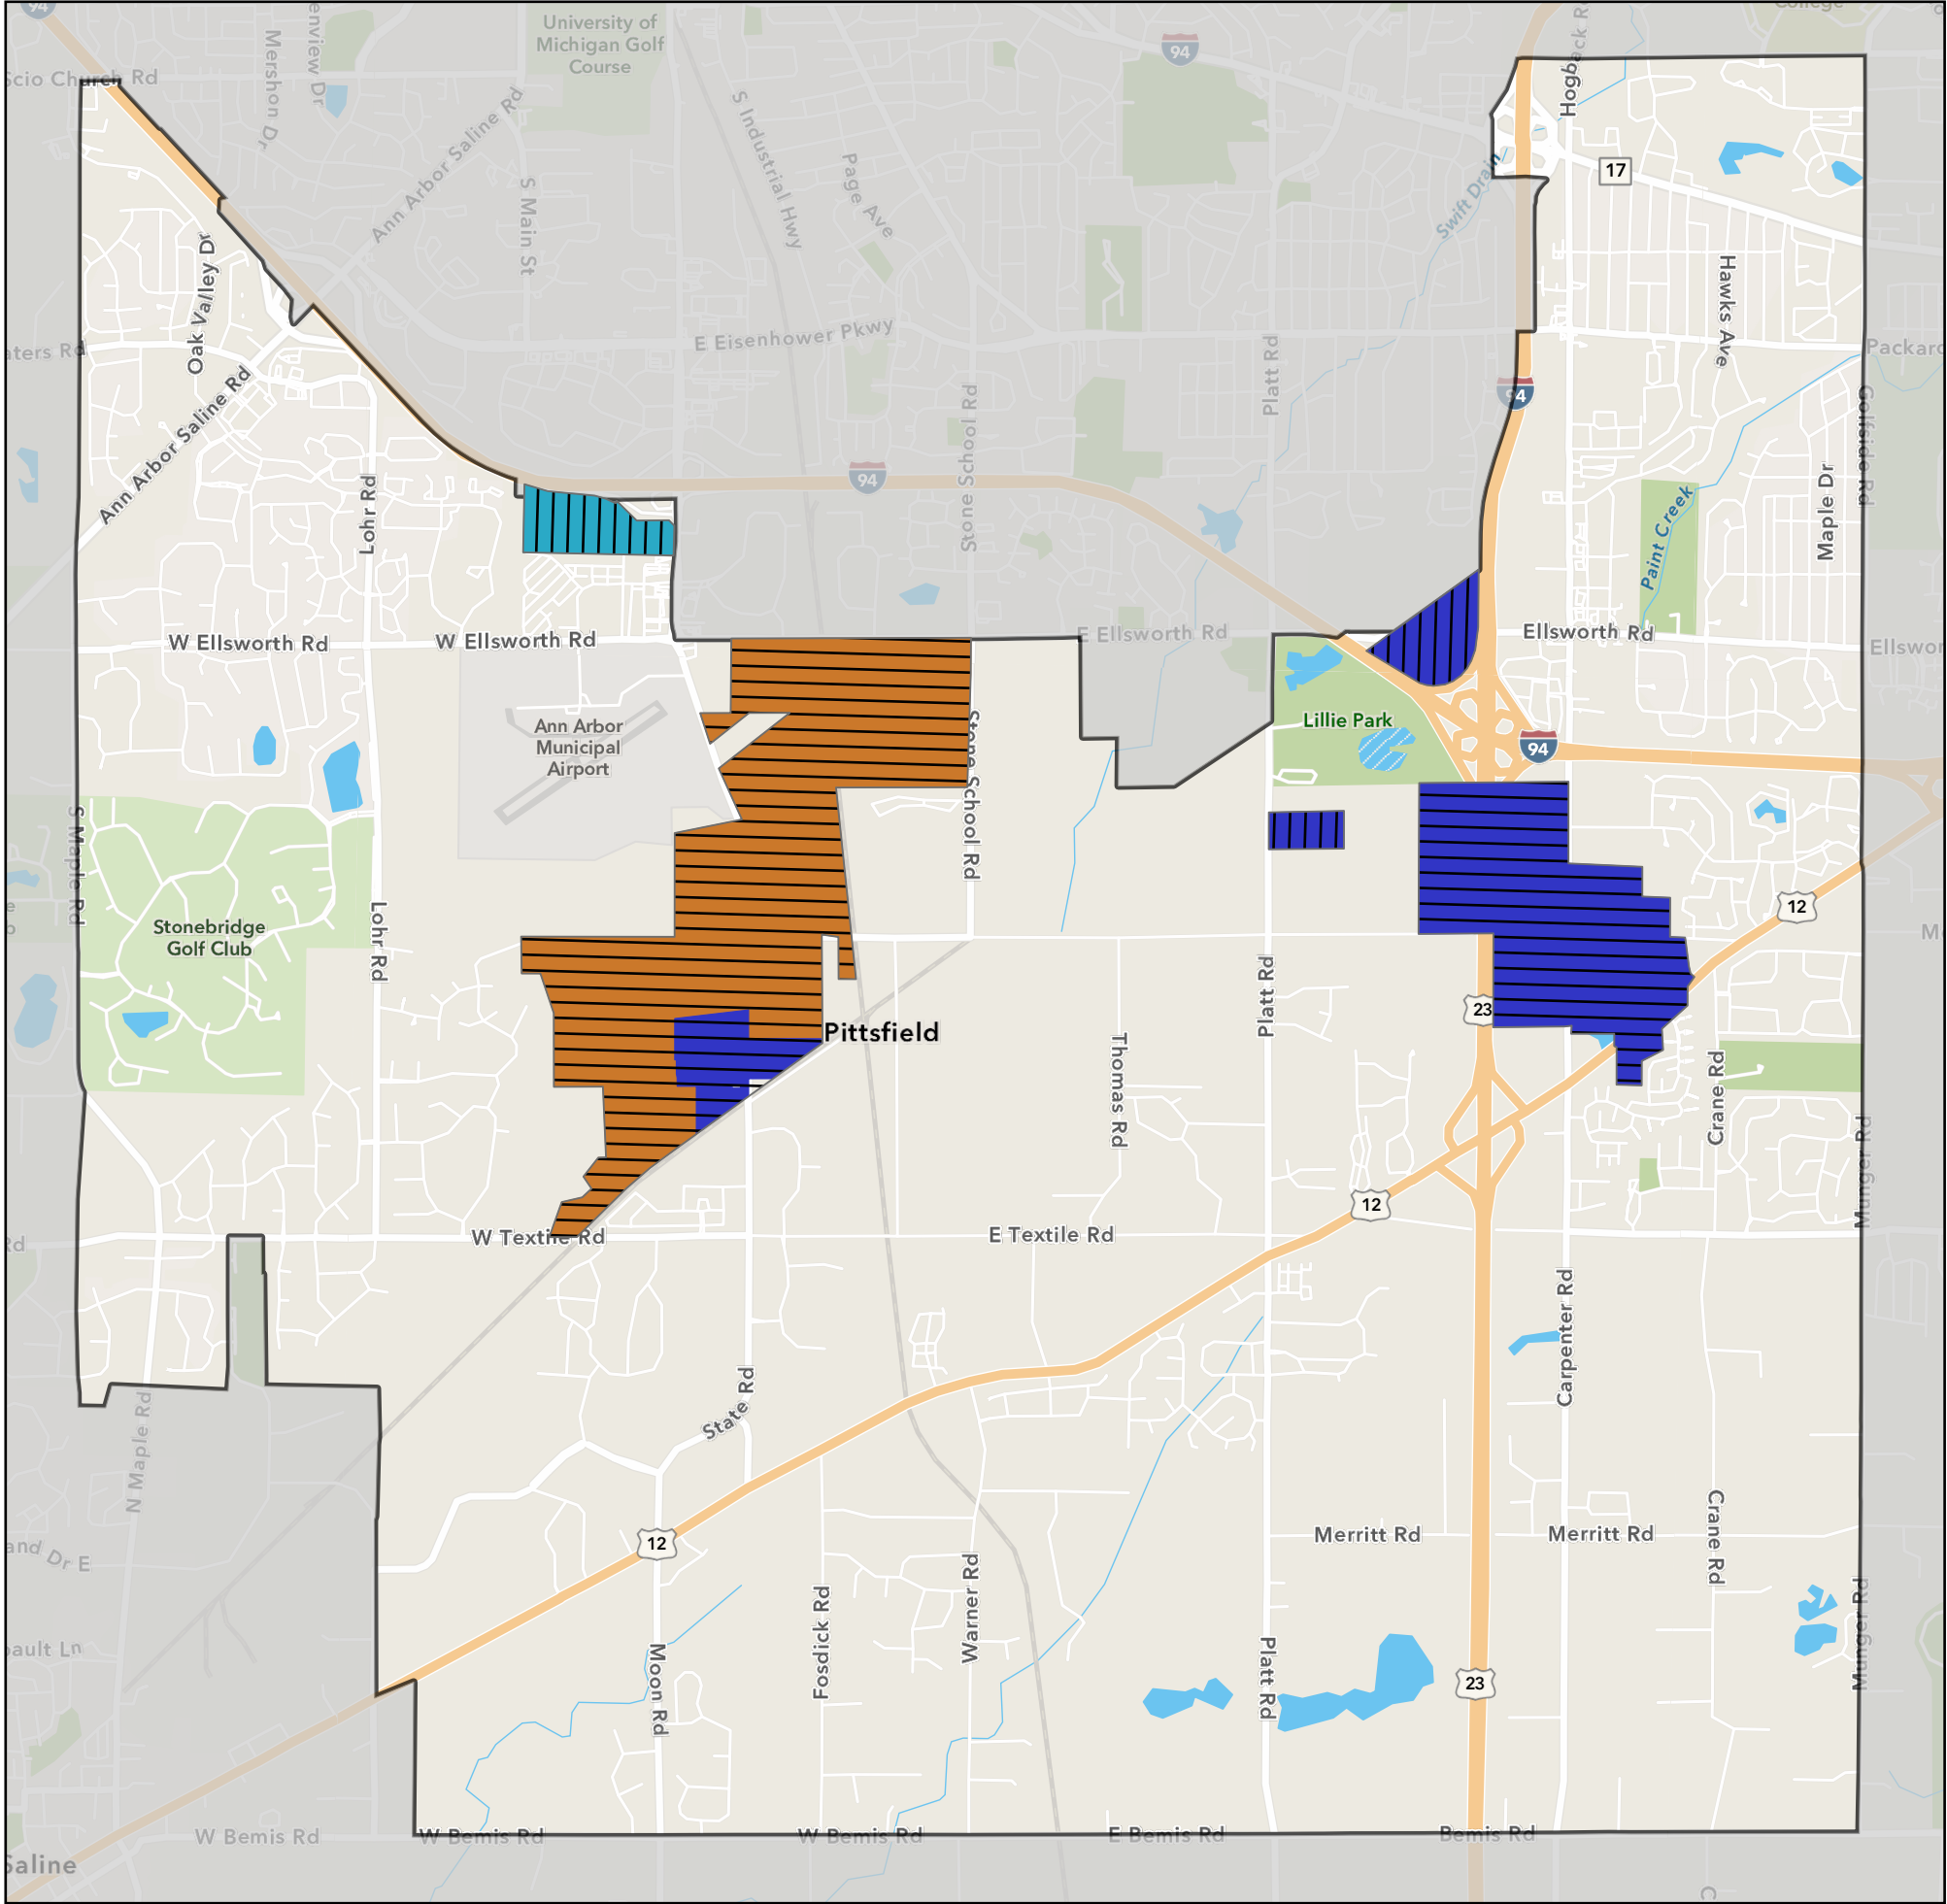 94
University of
Michigan Golf
Course
Mershon Dr
Scio Church Rd
S Industrial Hwy
94
Hogback Rd
Page Ave
Ann Arbor Saline Rd
S Main St
Swift Drain
17
Oak Valley Dr
Hawks Ave
E Eisenhower Pkwy
Platt Rd
Stone School Rd
94
Ann Arbor Saline Rd
Lohr Rd
94
Golfside Rd
Maple Dr
Paint Creek
W Ellsworth Rd
W Ellsworth Rd
E Ellsworth Rd
Ellsworth Rd
Lillie Park
94
Ann Arbor
Municipal
Airport
Stone School Rd
S Maple Rd
Stonebridge
Golf Club
Lohr Rd
12
Platt Rd
23
Pittsfield
Thomas Rd
Crane Rd
Munger Rd
12
W Textile Rd
E Textile Rd
Carpenter Rd
State Rd
N Maple Rd
12
Merritt Rd
Merritt Rd
Crane Rd
Warner Rd
Fosdick Rd
Moon Rd
Platt Rd
23
Munger Rd
W Bemis Rd
W Bemis Rd
W Bemis Rd
E Bemis Rd
Bemis Rd
Saline